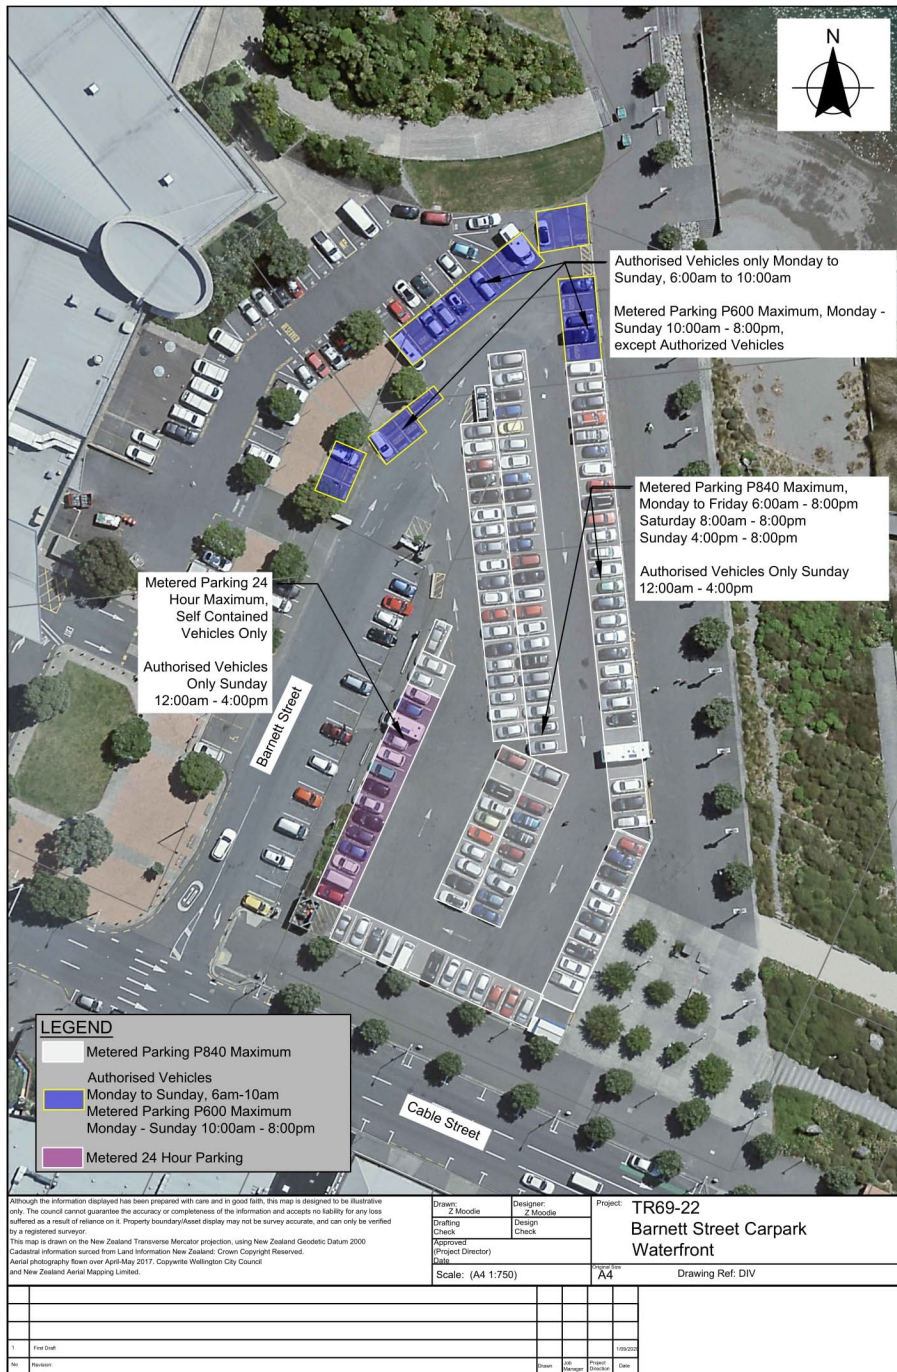 N
Authorised Vehicles only Monday to
Sunday, 6:00am to 10:00am
Metered Parking P600 Maximum, Monday -
Sunday 10:00am - 8:00pm,
except Authorized Vehicles
Metered Parking P840 Maximum,
Monday to Friday 6:00am - 8:00pm
Saturday 8:00am - 8:00pm
Sunday 4:00pm - 8:00pm
Authorised Vehicles Only Sunday
12:00am - 4:00pm
Metered Parking 24
Hour Maximum,
Self Contained
Vehicles Only
Authorised Vehicles
Only Sunday
12:00am - 4:00pm
Barnett Street
Cable Street
LEGEND
Metered Parking P840 Maximum
Authorised Vehicles
Monday to Sunday, 6am-10am
Metered Parking P600 Maximum
Monday - Sunday 10:00am - 8:00pm
Metered 24 Hour Parking
Although the information displayed has been prepared with care and in good faith, this map is designed to be illustrative
only. The council cannot guarantee the accuracy or completeness of the information and accepts no liability for any loss
suffered as a result of reliance on it. Property boundary/Asset display may not be survey accurate, and can only be verified
by a registered surveyor.
This map is drawn on the New Zealand Transverse Mercator projection, using New Zealand Geodetic Datum 2000
Cadastral information surced from Land Information New Zealand; Crown Copyright Reserved.
Aerial photography flown over April-May 2017. Copywrite Wellington City Council
and New Zealand Aerial Mapping Limited.
Drawn:
Z Moodie
Designer:
Z Moodie
Drafting
Check
Design
Check
Approved
(Project Director)
Date
Scale: (A4 1:750)
Project:
TR69-22
Barnett Street Carpark
Waterfront
Original Size
A4
Drawing Ref: DIV
1 First Draft
No Revision: Drawn Job Manager Project Direction Date